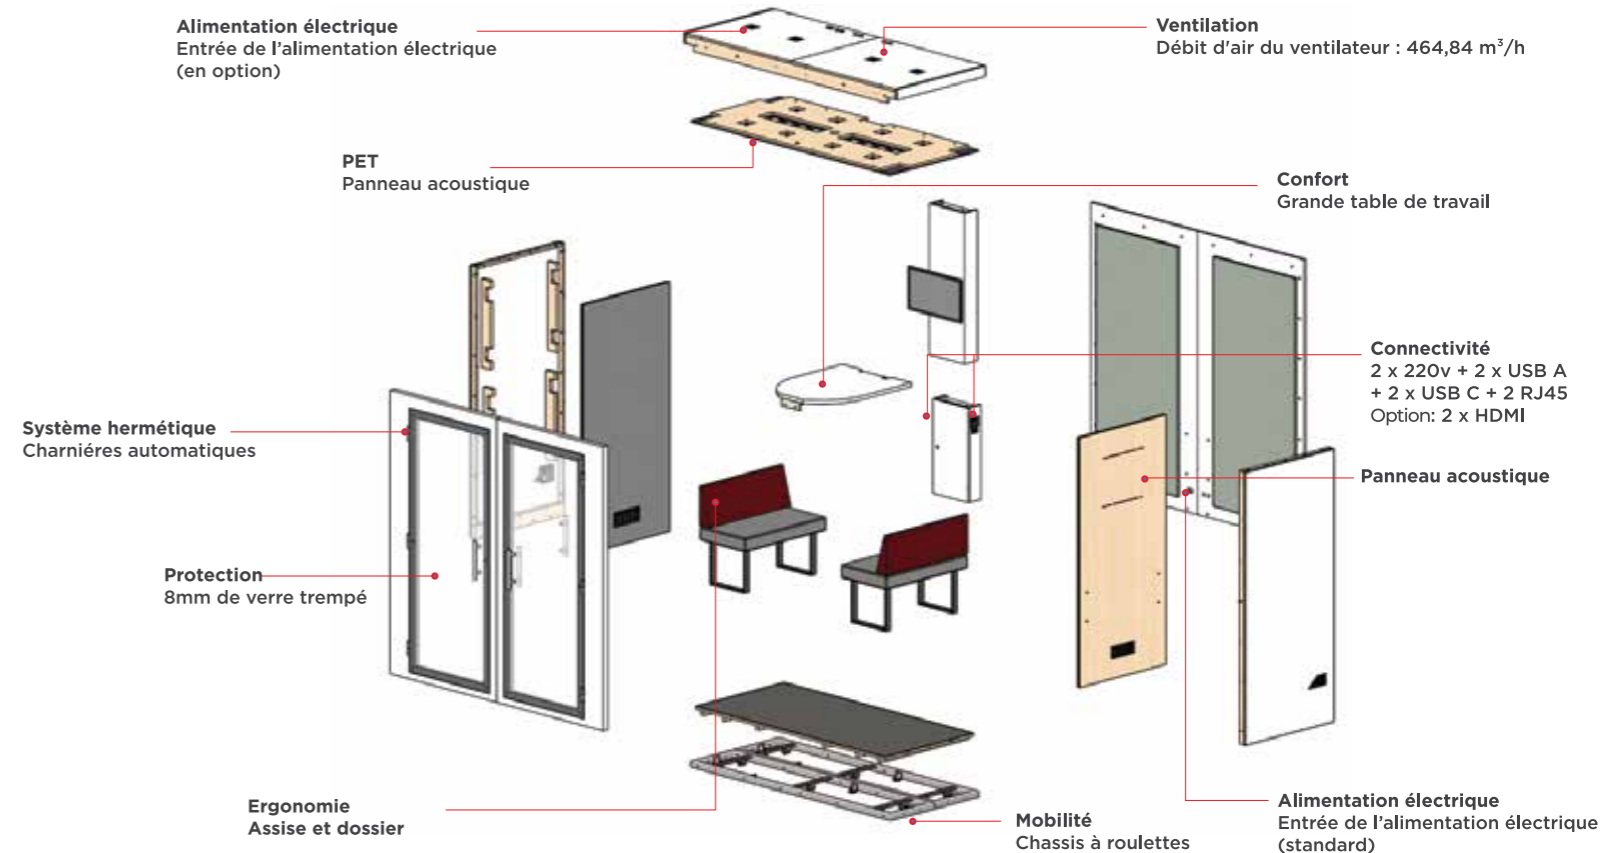 Alimentation électrique
Entrée de l'alimentation électrique
(en option)
Ventilation
Débit d'air du ventilateur : 464,84 m³/h
PET
Panneau acoustique
Confort
Grande table de travail
Connectivité
2 x 220v + 2 x USB A
+ 2 x USB C + 2 RJ45
Option: 2 x HDMI
Système hermétique
Charniéres automatiques
Panneau acoustique
Protection
8mm de verre trempé
Ergonomie
Assise et dossier
Mobilité
Chassis à roulettes
Alimentation électrique
Entrée de l'alimentation électrique
(standard)